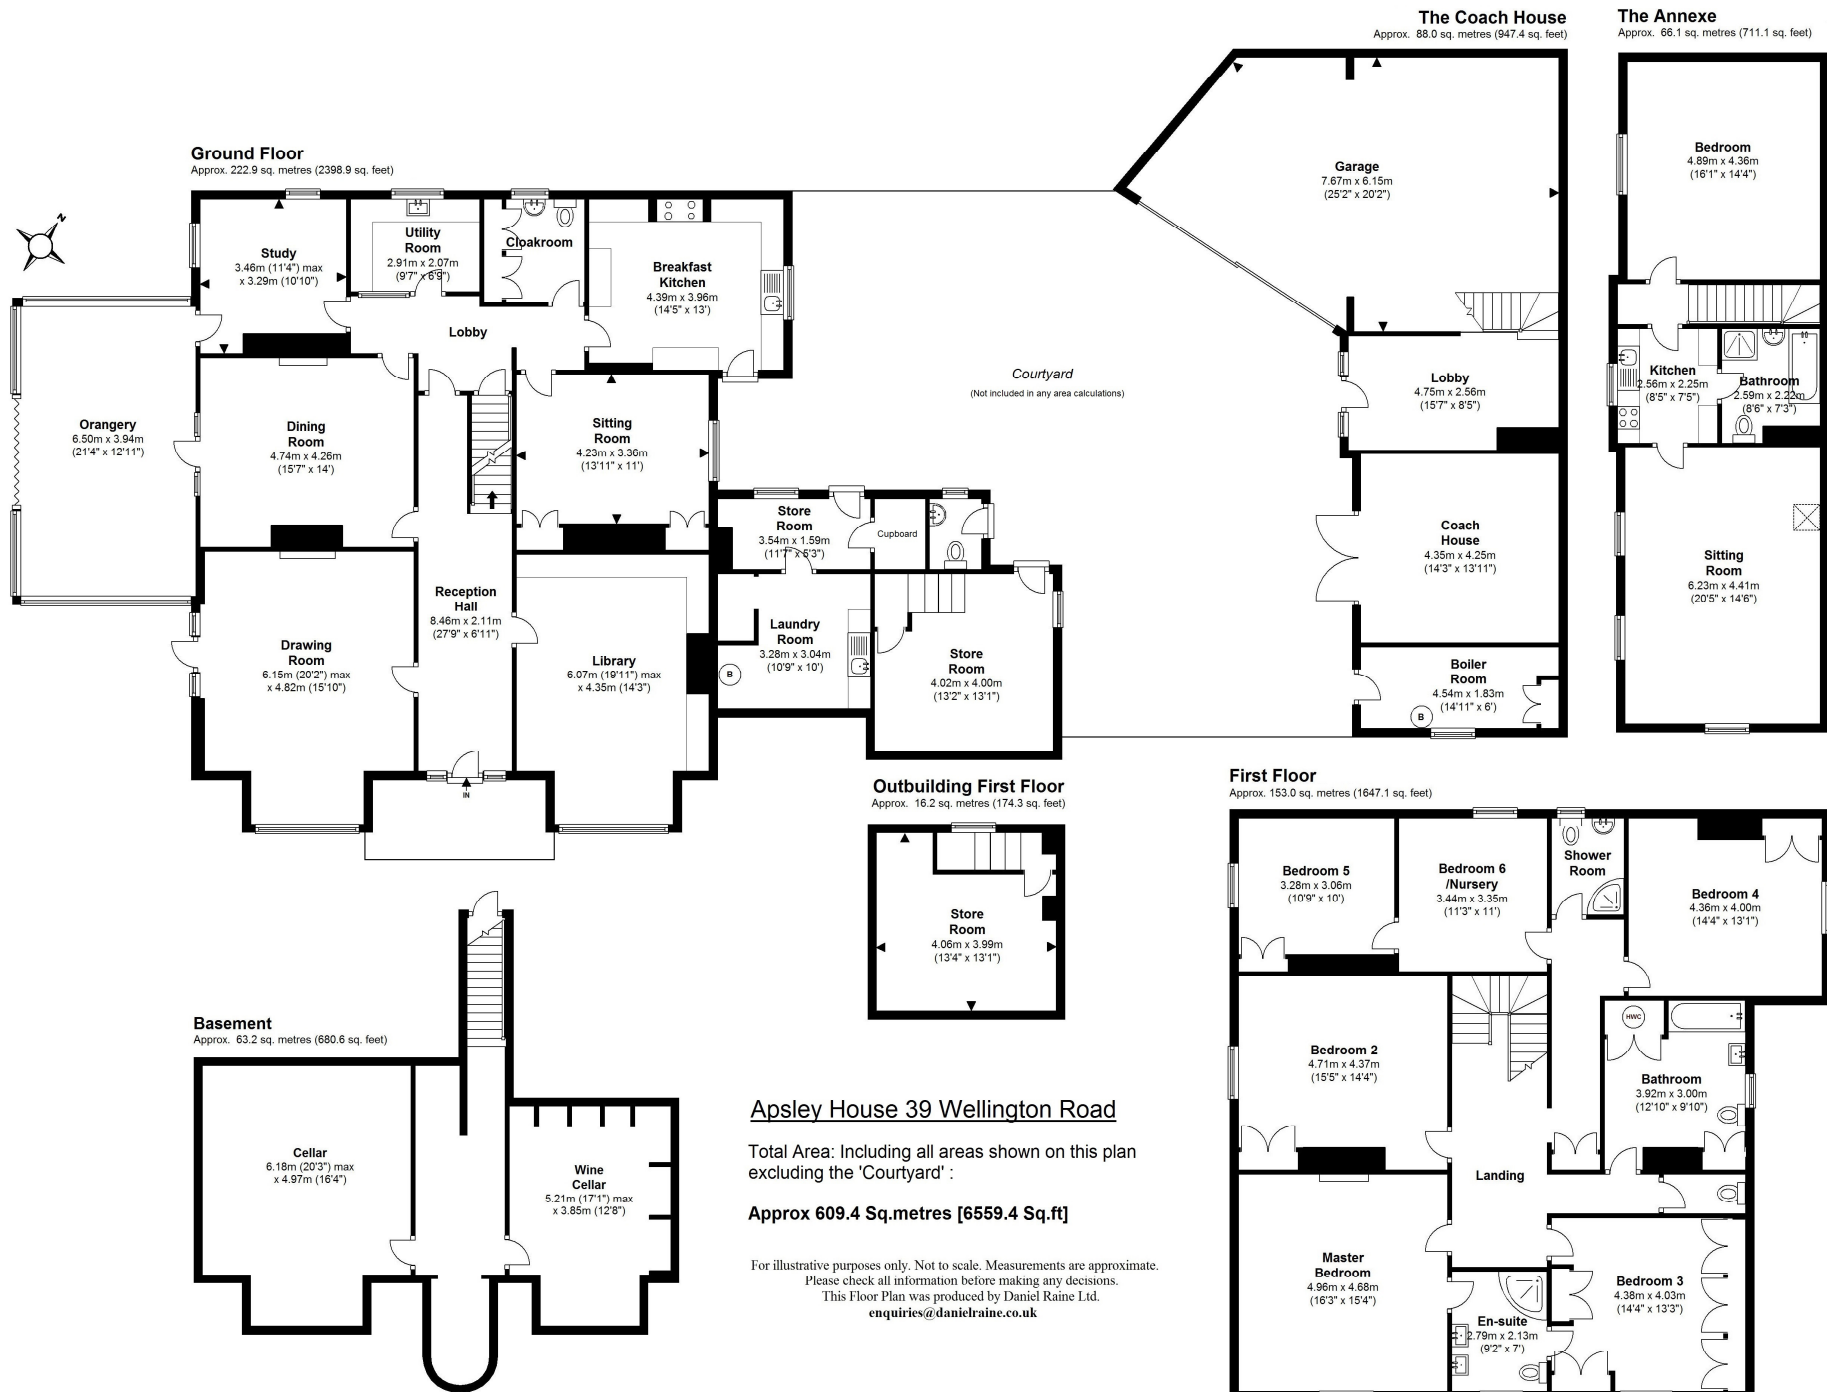 The Coach House
Approx. 88.0 sq. metres (947.4 sq. feet)
The Annexe
Approx. 66.1 sq. metres (711.1 sq. feet)
Garage
7.67m x 6.15m
(25'2" x 20'2")
Bedroom
4.89m x 4.36m
(16'1" x 14'4")
Ground Floor
Approx. 222.9 sq. metres (2398.9 sq. feet)
N
Study
3.46m (11'4") max
x 3.29m (10'10")
Utility
Room
2.91m x 2.07m
(9'7" x 6'9")
Cloakroom
Breakfast
Kitchen
4.39m x 3.96m
(14'5" x 13')
Lobby
Courtyard
(Not included in any area calculations)
Lobby
4.75m x 2.56m
(15'7" x 8'5")
Kitchen
2.56m x 2.25m
(8'5" x 7'5")
Bathroom
2.59m x 2.22m
(8'6" x 7'3")
Orangery
6.50m x 3.94m
(21'4" x 12'11")
Dining
Room
4.74m x 4.26m
(15'7" x 14')
Sitting
Room
4.23m x 3.36m
(13'11" x 11')
Store
Room
3.54m x 1.59m
(11'7" x 5'3")
Cupboard
Coach
House
4.35m x 4.25m
(14'3" x 13'11")
Sitting
Room
6.23m x 4.41m
(20'5" x 14'6")
Reception
Hall
8.46m x 2.11m
(27'9" x 6'11")
Drawing
Room
6.15m (20'2") max
x 4.82m (15'10")
Library
6.07m (19'11") max
x 4.35m (14'3")
Laundry
Room
3.28m x 3.04m
(10'9" x 10')
B
Store
Room
4.02m x 4.00m
(13'2" x 13'1")
Boiler
Room
4.54m x 1.83m
(14'11" x 6')
B
IN
Outbuilding First Floor
Approx. 16.2 sq. metres (174.3 sq. feet)
Store
Room
4.06m x 3.99m
(13'4" x 13'1")
First Floor
Approx. 153.0 sq. metres (1647.1 sq. feet)
Bedroom 5
3.28m x 3.06m
(10'9" x 10')
Bedroom 6
/Nursery
3.44m x 3.35m
(11'3" x 11')
Shower
Room
Bedroom 4
4.36m x 4.00m
(14'4" x 13'1")
HWC
Bedroom 2
4.71m x 4.37m
(15'5" x 14'4")
Bathroom
3.92m x 3.00m
(12'10" x 9'10")
Landing
Master
Bedroom
4.96m x 4.68m
(16'3" x 15'4")
En-suite
2.79m x 2.13m
(9'2" x 7')
Bedroom 3
4.38m x 4.03m
(14'4" x 13'3")
Basement
Approx. 63.2 sq. metres (680.6 sq. feet)
Cellar
6.18m (20'3") max
x 4.97m (16'4")
Wine
Cellar
5.21m (17'1") max
x 3.85m (12'8")
Apsley House 39 Wellington Road
Total Area: Including all areas shown on this plan
excluding the 'Courtyard' :
Approx 609.4 Sq.metres [6559.4 Sq.ft]
For illustrative purposes only. Not to scale. Measurements are approximate.
Please check all information before making any decisions.
This Floor Plan was produced by Daniel Raine Ltd.
enquiries@danielraine.co.uk